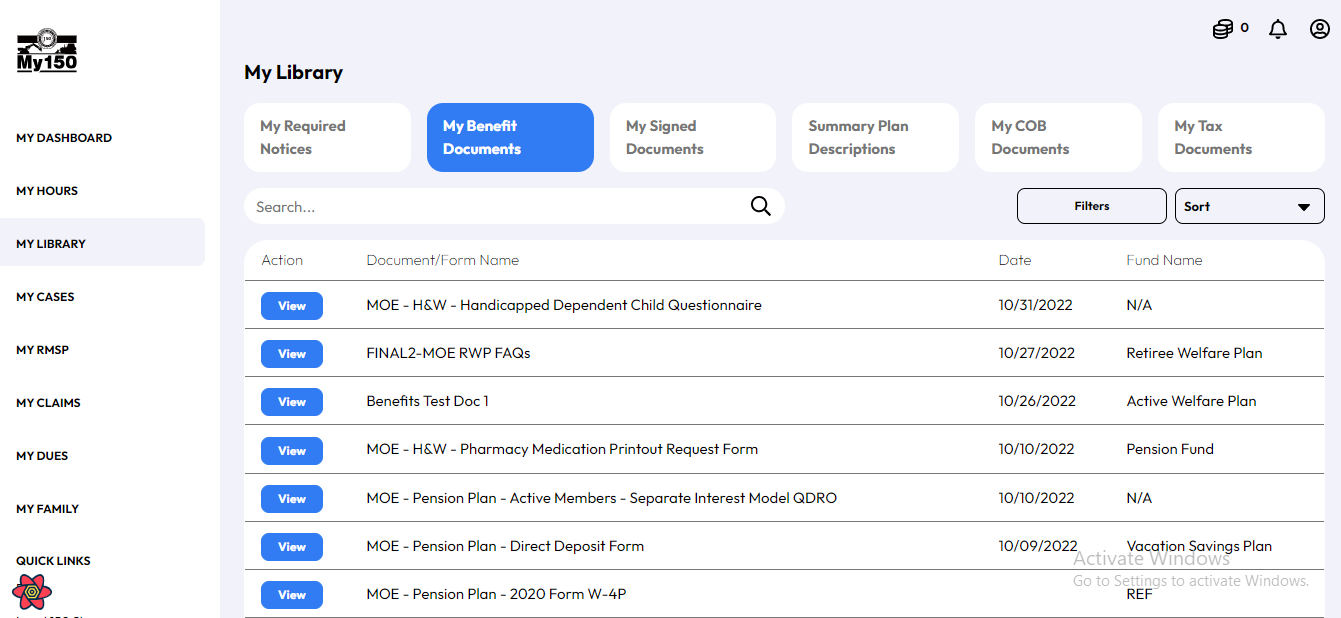 My150
0
My Library
MY DASHBOARD
MY HOURS
MY LIBRARY
MY CASES
MY RMSP
MY CLAIMS
MY DUES
MY FAMILY
QUICK LINKS
My Required
Notices
My Benefit
Documents
My Signed
Documents
Summary Plan
Descriptions
My COB
Documents
My Tax
Documents
Search...
Filters
Sort
Action Document/Form Name Date Fund Name
View MOE - H&W - Handicapped Dependent Child Questionnaire 10/31/2022 N/A
View FINAL2-MOE RWP FAQs 10/27/2022 Retiree Welfare Plan
View Benefits Test Doc 1 10/26/2022 Active Welfare Plan
View MOE - H&W - Pharmacy Medication Printout Request Form 10/10/2022 Pension Fund
View MOE - Pension Plan - Active Members - Separate Interest Model QDRO 10/10/2022 N/A
View MOE - Pension Plan - Direct Deposit Form 10/09/2022 Vacation Savings Plan
View MOE - Pension Plan - 2020 Form W-4P REF
Activate Windows
Go to Settings to activate Windows.